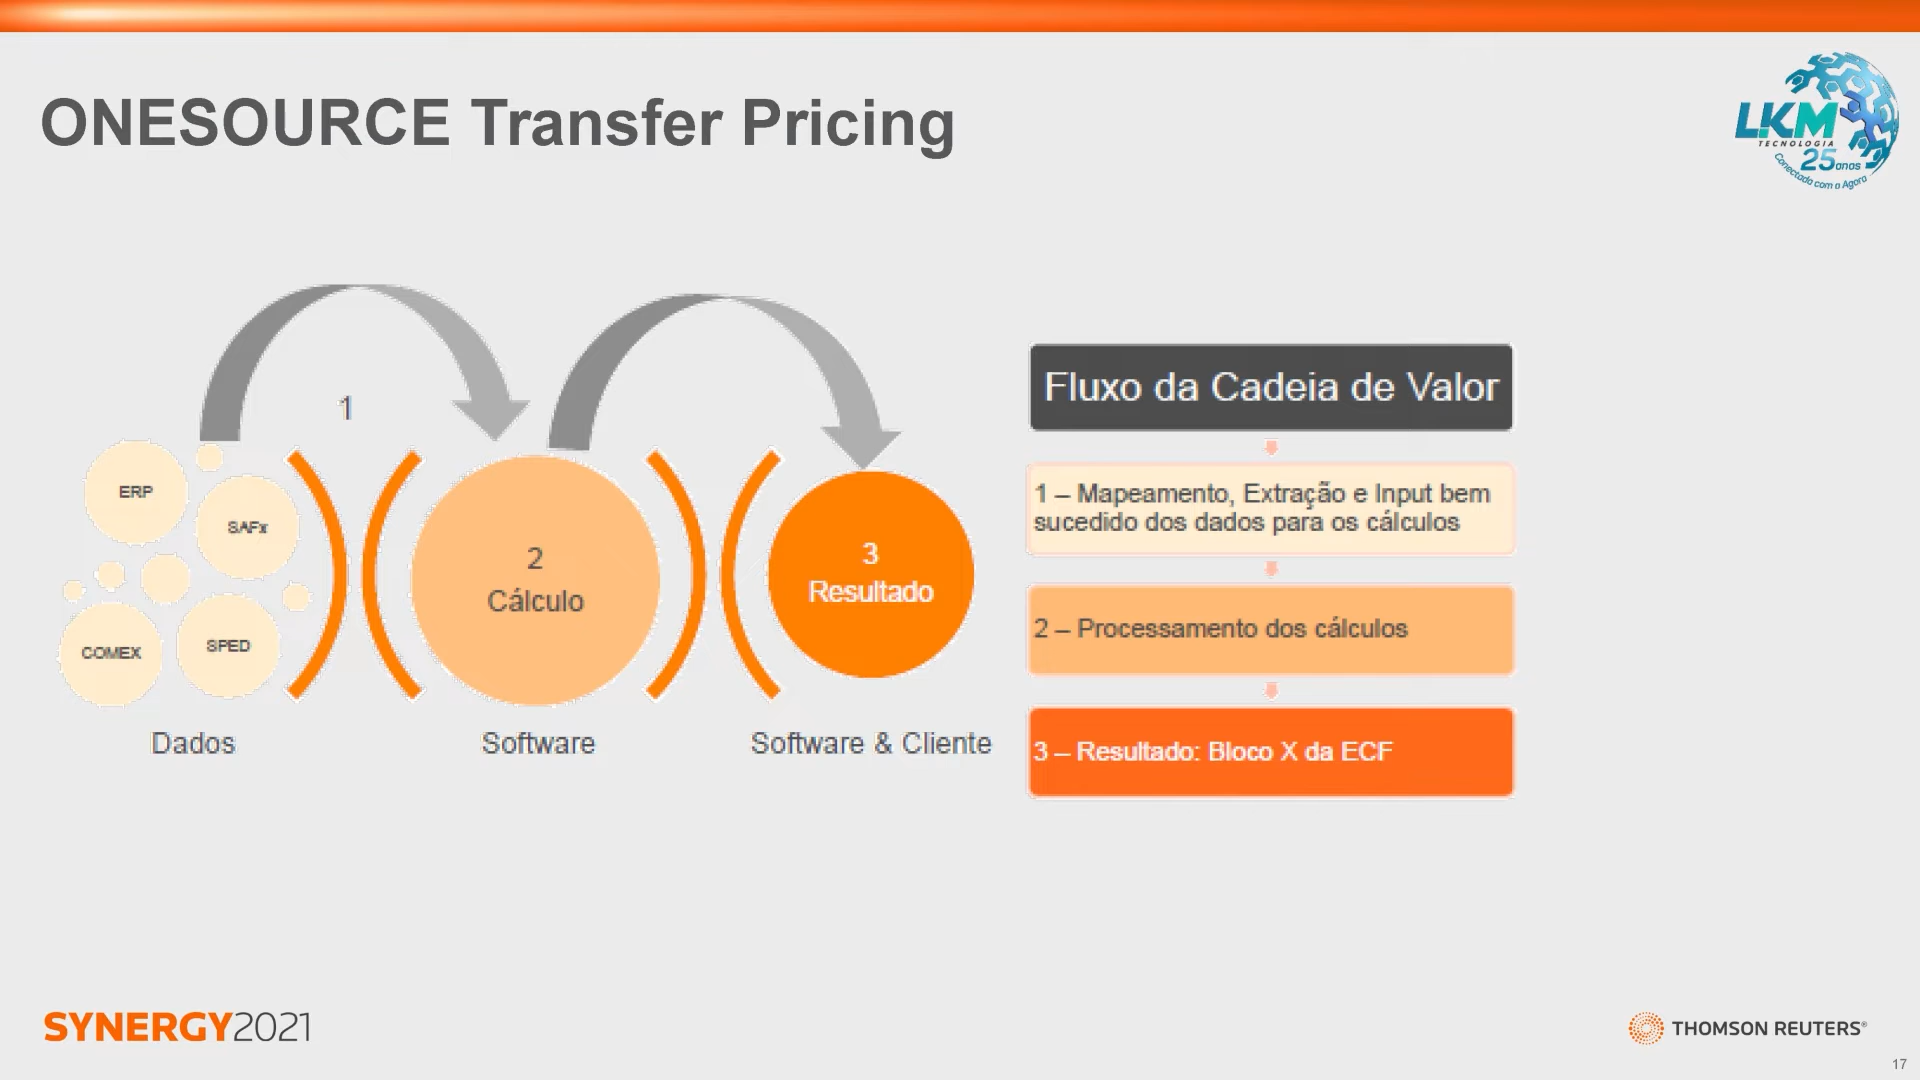 ONESOURCE Transfer Pricing
LKM
TECNOLOGIA
25anos
Conectado com o Agora
1
ERP
SAFx
COMEX
SPED
2
Cálculo
3
Resultado
Dados
Software
Software & Cliente
Fluxo da Cadeia de Valor
1 – Mapeamento, Extração e Input bem
sucedido dos dados para os cálculos
2 – Processamento dos cálculos
3 – Resultado: Bloco X da ECF
SYNERGY2021
THOMSON REUTERS®
17